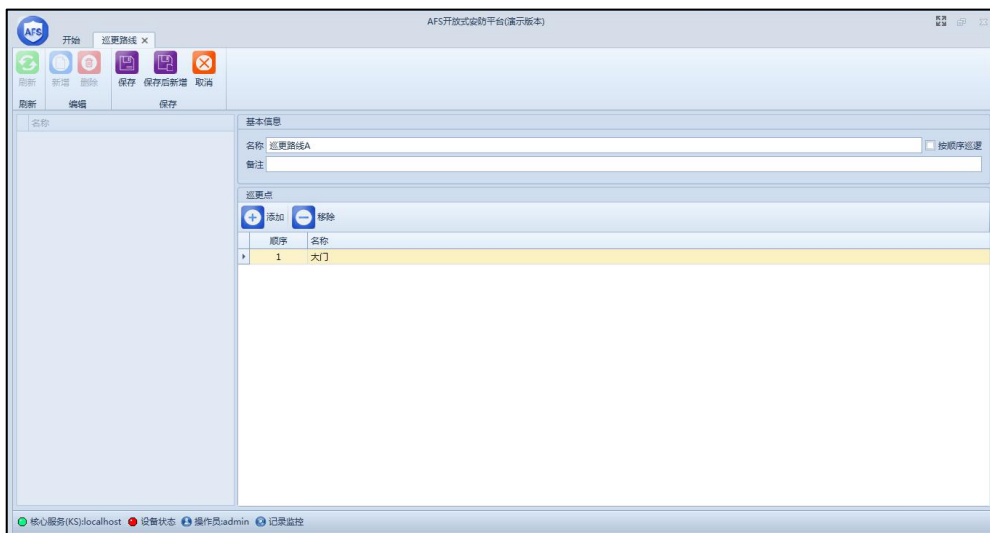 AFS开放式安防平台(演示版本)
AFS
开始 巡更路线 ×
刷新 新增 删除 保存 保存后新增 取消
刷新 编辑 保存
名称
基本信息
名称 巡更路线A 按顺序巡逻
备注
巡更点
添加 移除
顺序 名称
1 大门
核心服务(KS):localhost 设备状态 操作员:admin 记录监控